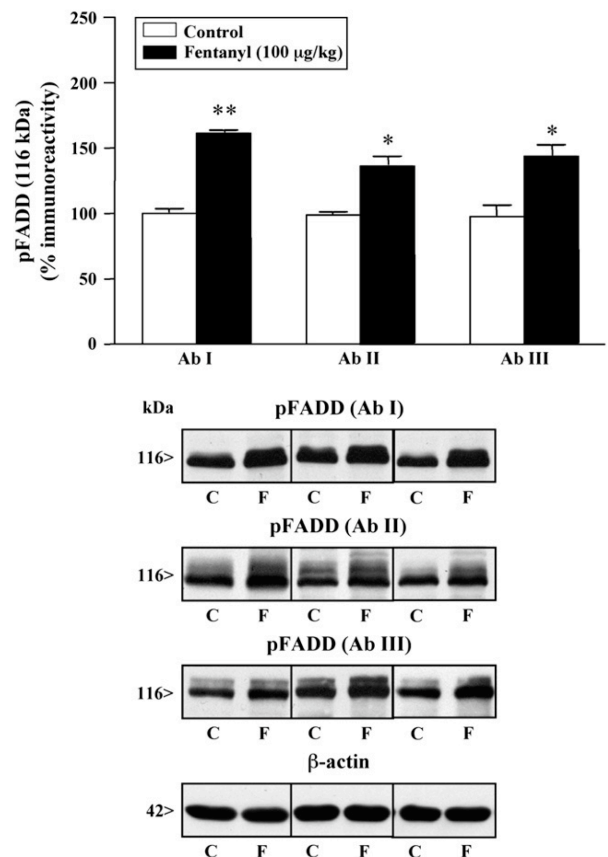 pFADD (116 kDa)
(% immunoreactivity)
250
200
150
100
50
0
Control
Fentanyl (100 μg/kg)
**
*
*
Ab I Ab II Ab III
kDa pFADD (Ab I)
116>
C F C F C F
pFADD (Ab II)
116>
C F C F C F
pFADD (Ab III)
116>
C F C F C F
β-actin
42>
C F C F C F